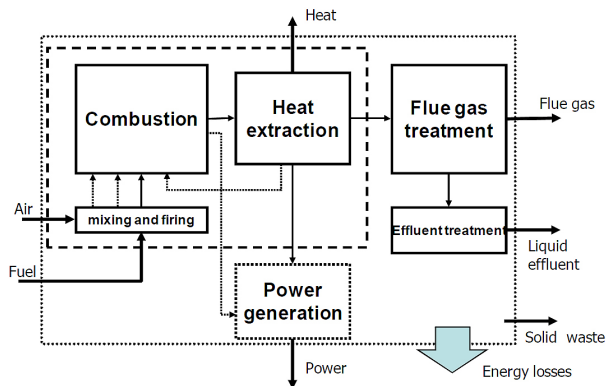 Heat
Combustion
Heat
extraction
Flue gas
treatment
Flue gas
Air
mixing and firing
Effluent treatment
Liquid
effluent
Fuel
Power
generation
Solid waste
Power
Energy losses